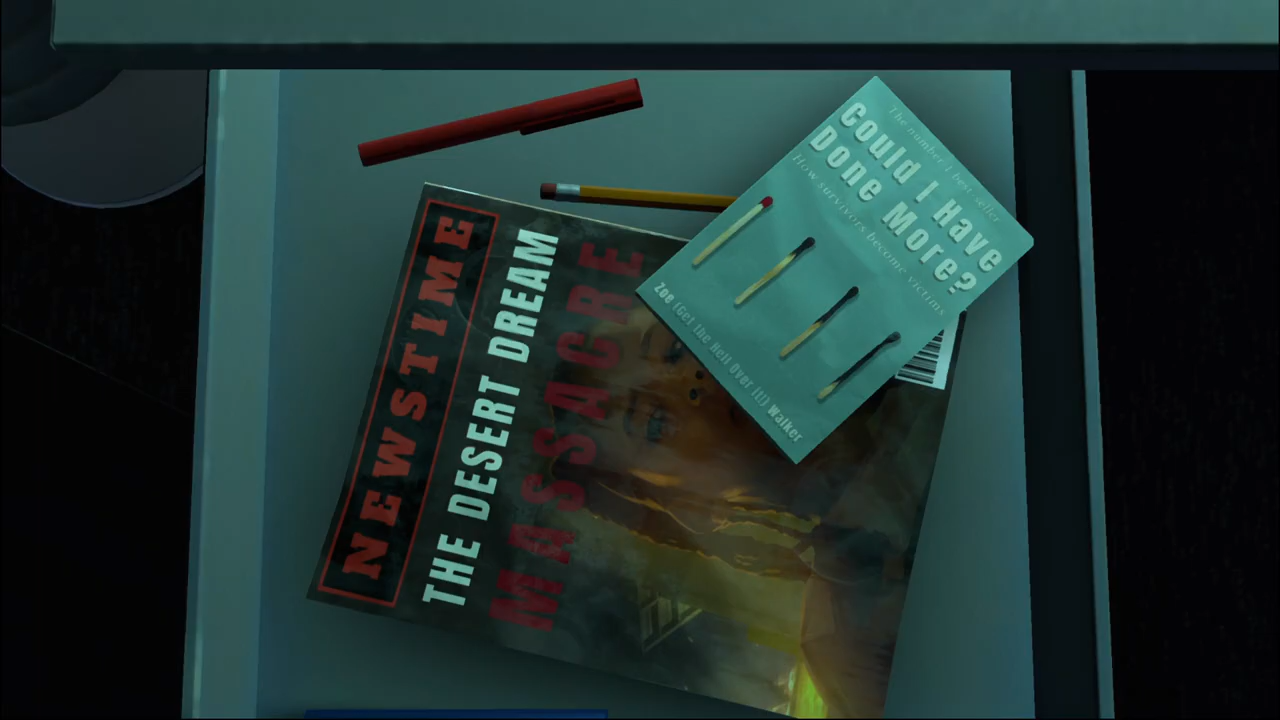 NEWSTIME
THE DESERT DREAM
MASSACRE
The number 1 best seller
Could I Have
Done More?
How survivors become victims
Zoe (Get the Hell Over It!) Walker